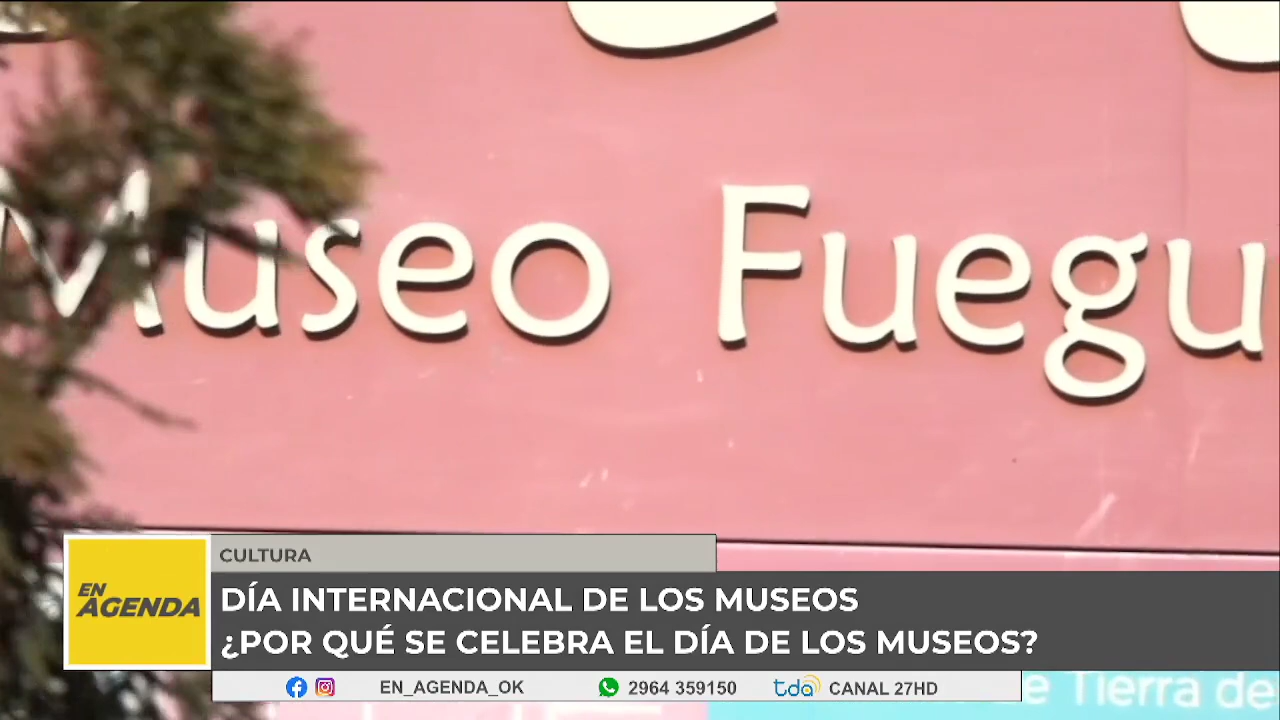 Museo Fuegu
CULTURA
EN
AGENDA
DÍA INTERNACIONAL DE LOS MUSEOS
¿POR QUÉ SE CELEBRA EL DÍA DE LOS MUSEOS?
EN_AGENDA_OK 2964 359150 tda CANAL 27HD
e Tierra de